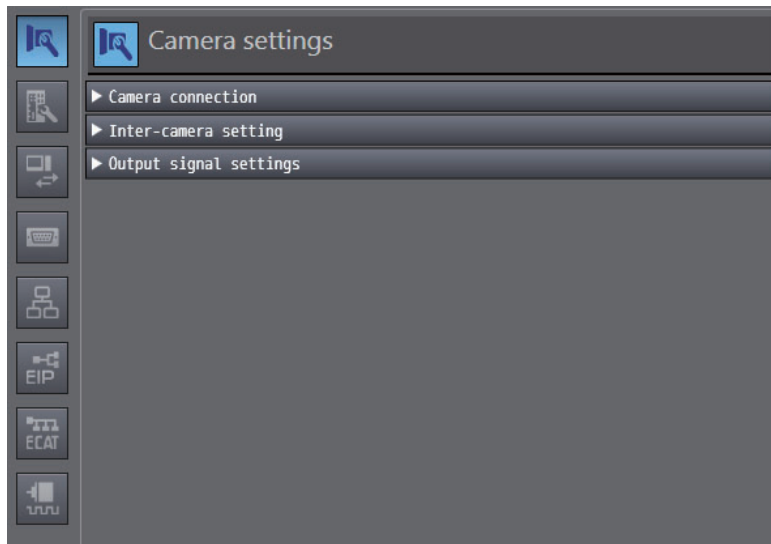 Camera settings
Camera connection
Inter-camera setting
Output signal settings
EIP
ECAT